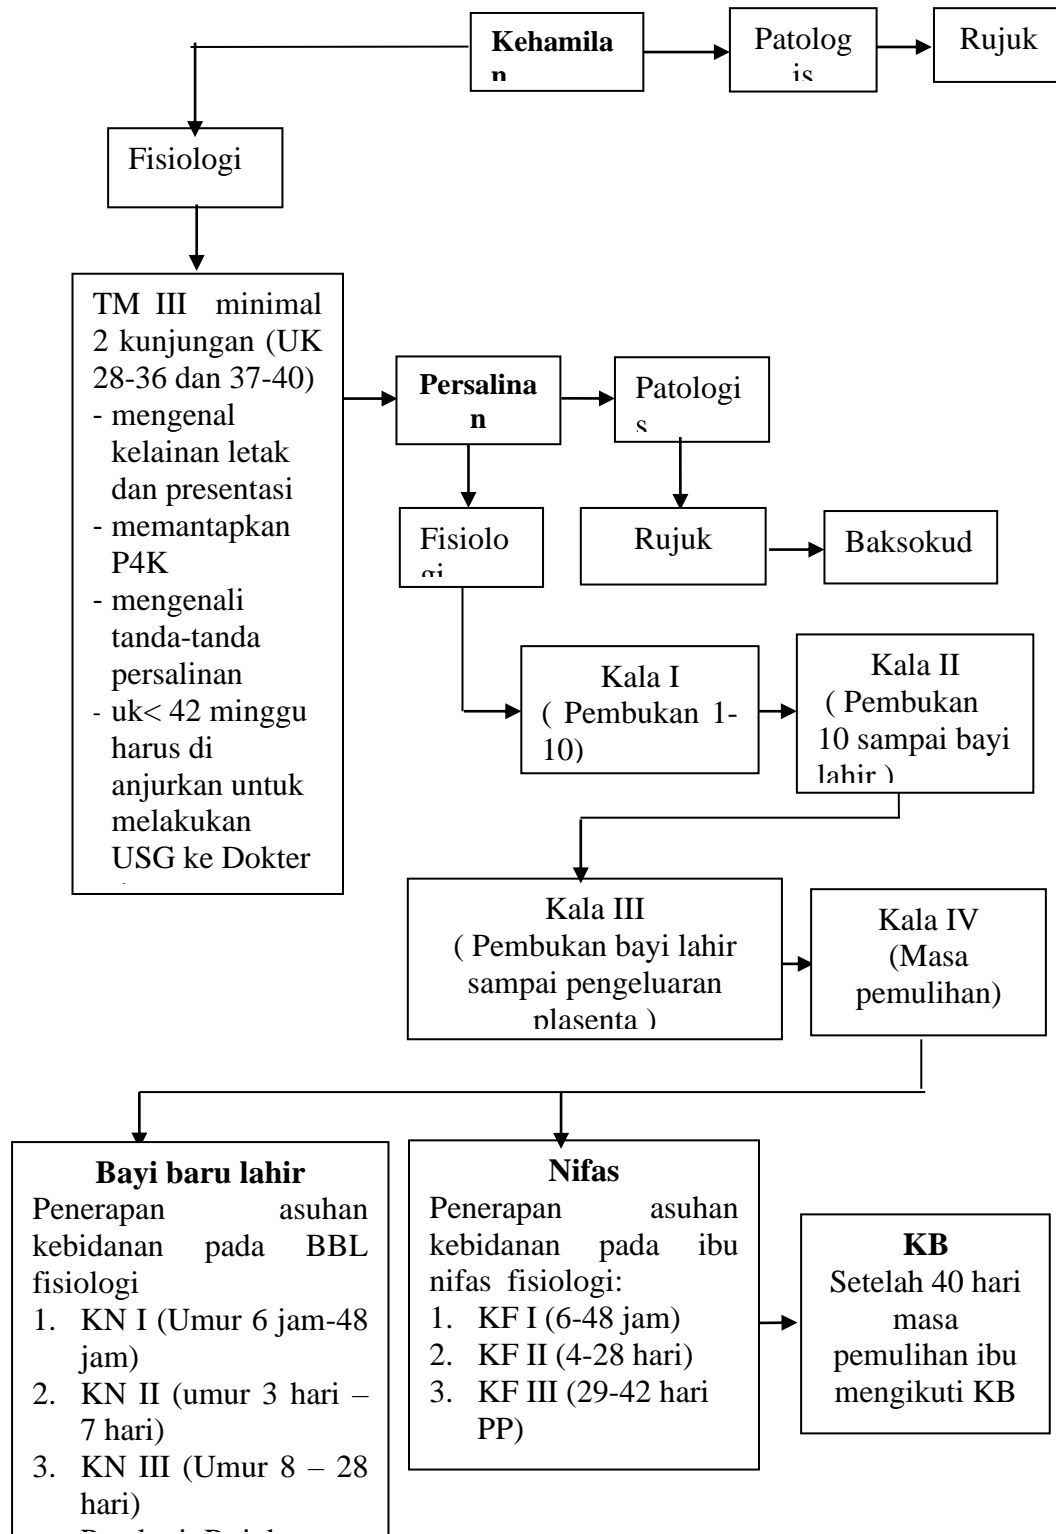 Kehamila
n
Patolog
is
Rujuk
Fisiologi
TM III minimal
2 kunjungan (UK
28-36 dan 37-40)
- mengenal
kelainan letak
dan presentasi
- memantapkan
P4K
- mengenali
tanda-tanda
persalinan
- uk< 42 minggu
harus di
anjurkan untuk
melakukan
USG ke Dokter
Persalina
n
Patologi
s
Fisiolo
gi
Rujuk
Baksokud
Kala I
( Pembukan 1-
10)
Kala II
( Pembukan
10 sampai bayi
lahir )
Kala III
( Pembukan bayi lahir
sampai pengeluaran
plasenta )
Kala IV
(Masa
pemulihan)
Bayi baru lahir
Penerapan asuhan
kebidanan pada BBL
fisiologi
1. KN I (Umur 6 jam-48
jam)
2. KN II (umur 3 hari –
7 hari)
3. KN III (Umur 8 – 28
hari)
Nifas
Penerapan asuhan
kebidanan pada ibu
nifas fisiologi:
1. KF I (6-48 jam)
2. KF II (4-28 hari)
3. KF III (29-42 hari
PP)
KB
Setelah 40 hari
masa
pemulihan ibu
mengikuti KB